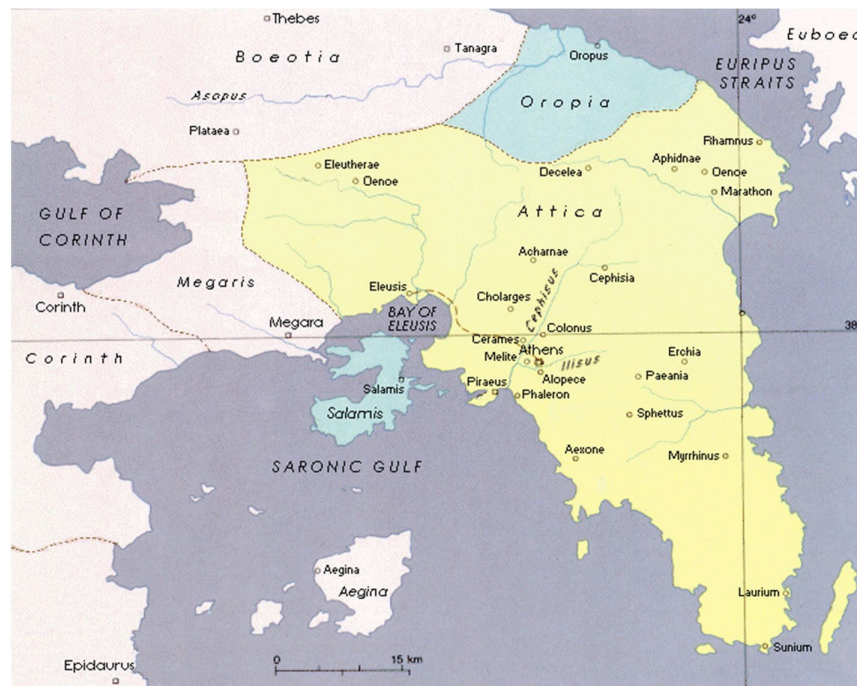 Thebes
24°
Euboea
Boeotia
Tanagra
Oropus
EURIPUS
STRAITS
Asopus
Oropia
Plataea
Rhamnus
Eleutherae
Oenoe
Decelea
Aphidnae
Oenoe
Marathon
GULF OF
CORINTH
Attica
Acharnae
Cephisia
Megaris
Eleusis
Cholarges
Cephisus
Corinth
BAY OF
ELEUSIS
Megara
Colonus
38
Cerames
Corinth
Athens
Melite
Ilisus
Erchia
Salamis
Piraeus
Alopece
Paeania
Phaleron
Salamis
Sphettus
SARONIC GULF
Aexone
Myrrhinus
Aegina
Aegina
Laurium
Sunium
Epidaurus
0 15 km